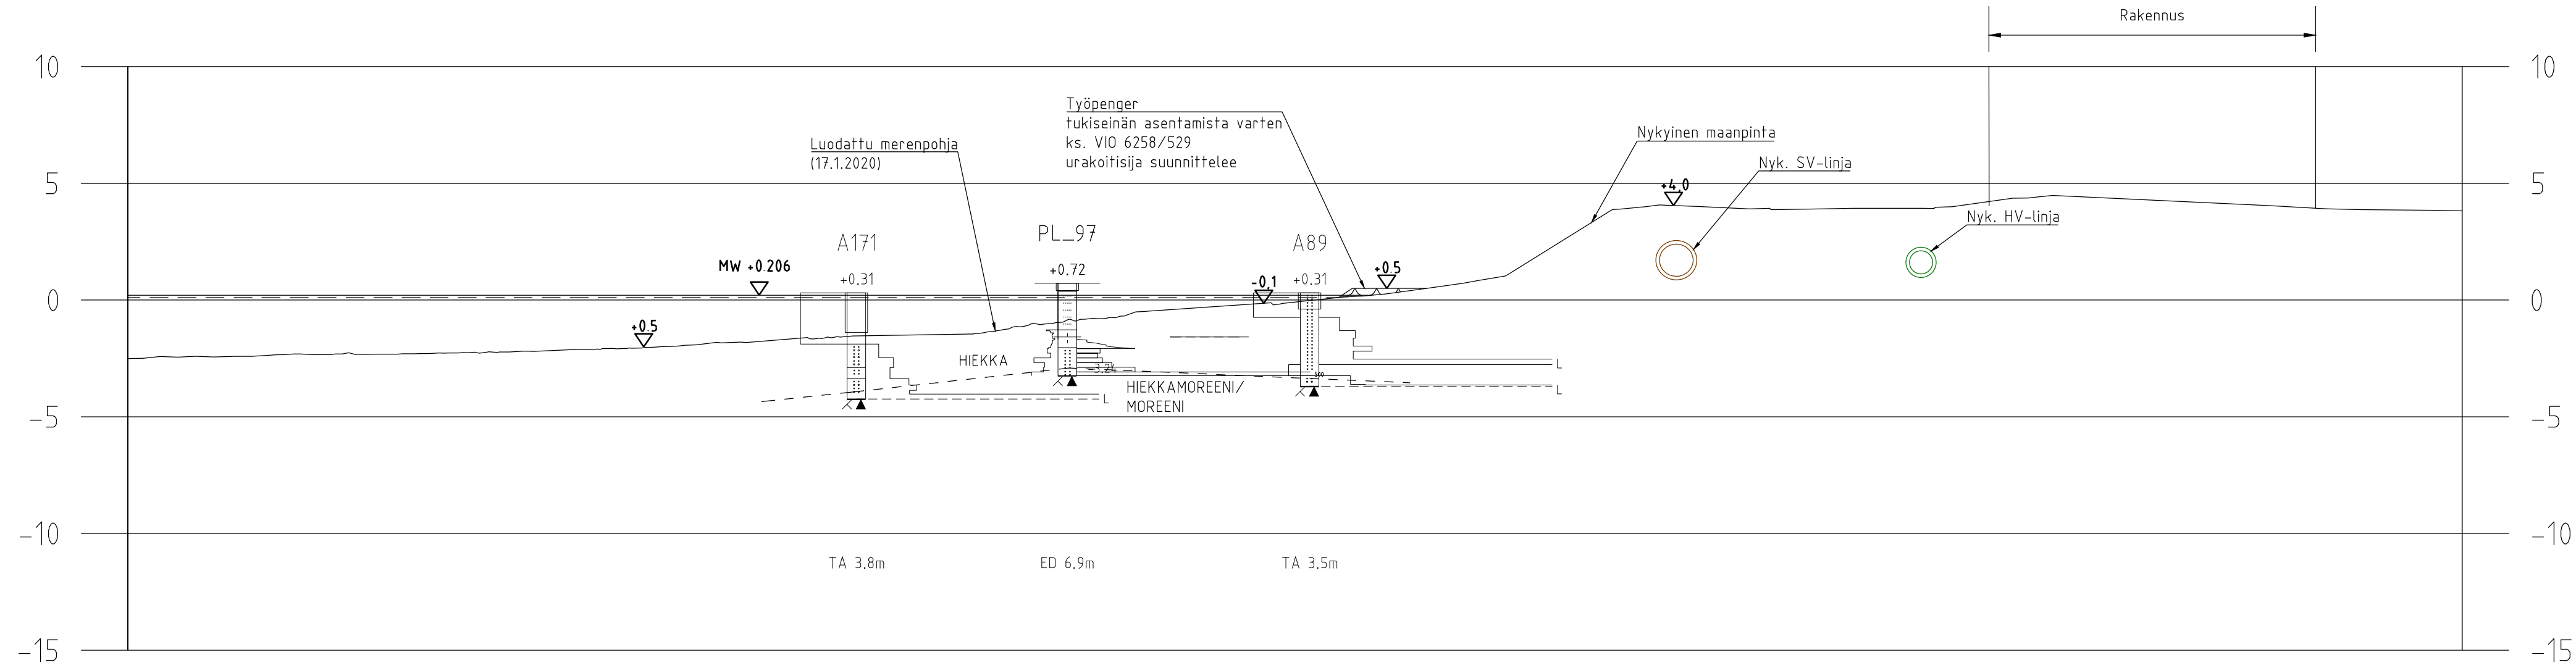 Rakennus
10
10
Työpenger
tukiseinän asentamista varten
ks. VIO 6258/529
urakoitisija suunnittelee
Nykyinen maanpinta
Luodattu merenpohja
(17.1.2020)
Nyk. SV-linja
5
5
+4,0
Nyk. HV-linja
A171
PL_97
A89
MW +0.206
+0.31
+0.72
-0,1
+0.31
+0.5
0
0
+0.5
HIEKKA
L
HIEKKAMOREENI/
MOREENI
L
L
-5
-5
-10
-10
TA 3.8m
ED 6.9m
TA 3.5m
-15
-15